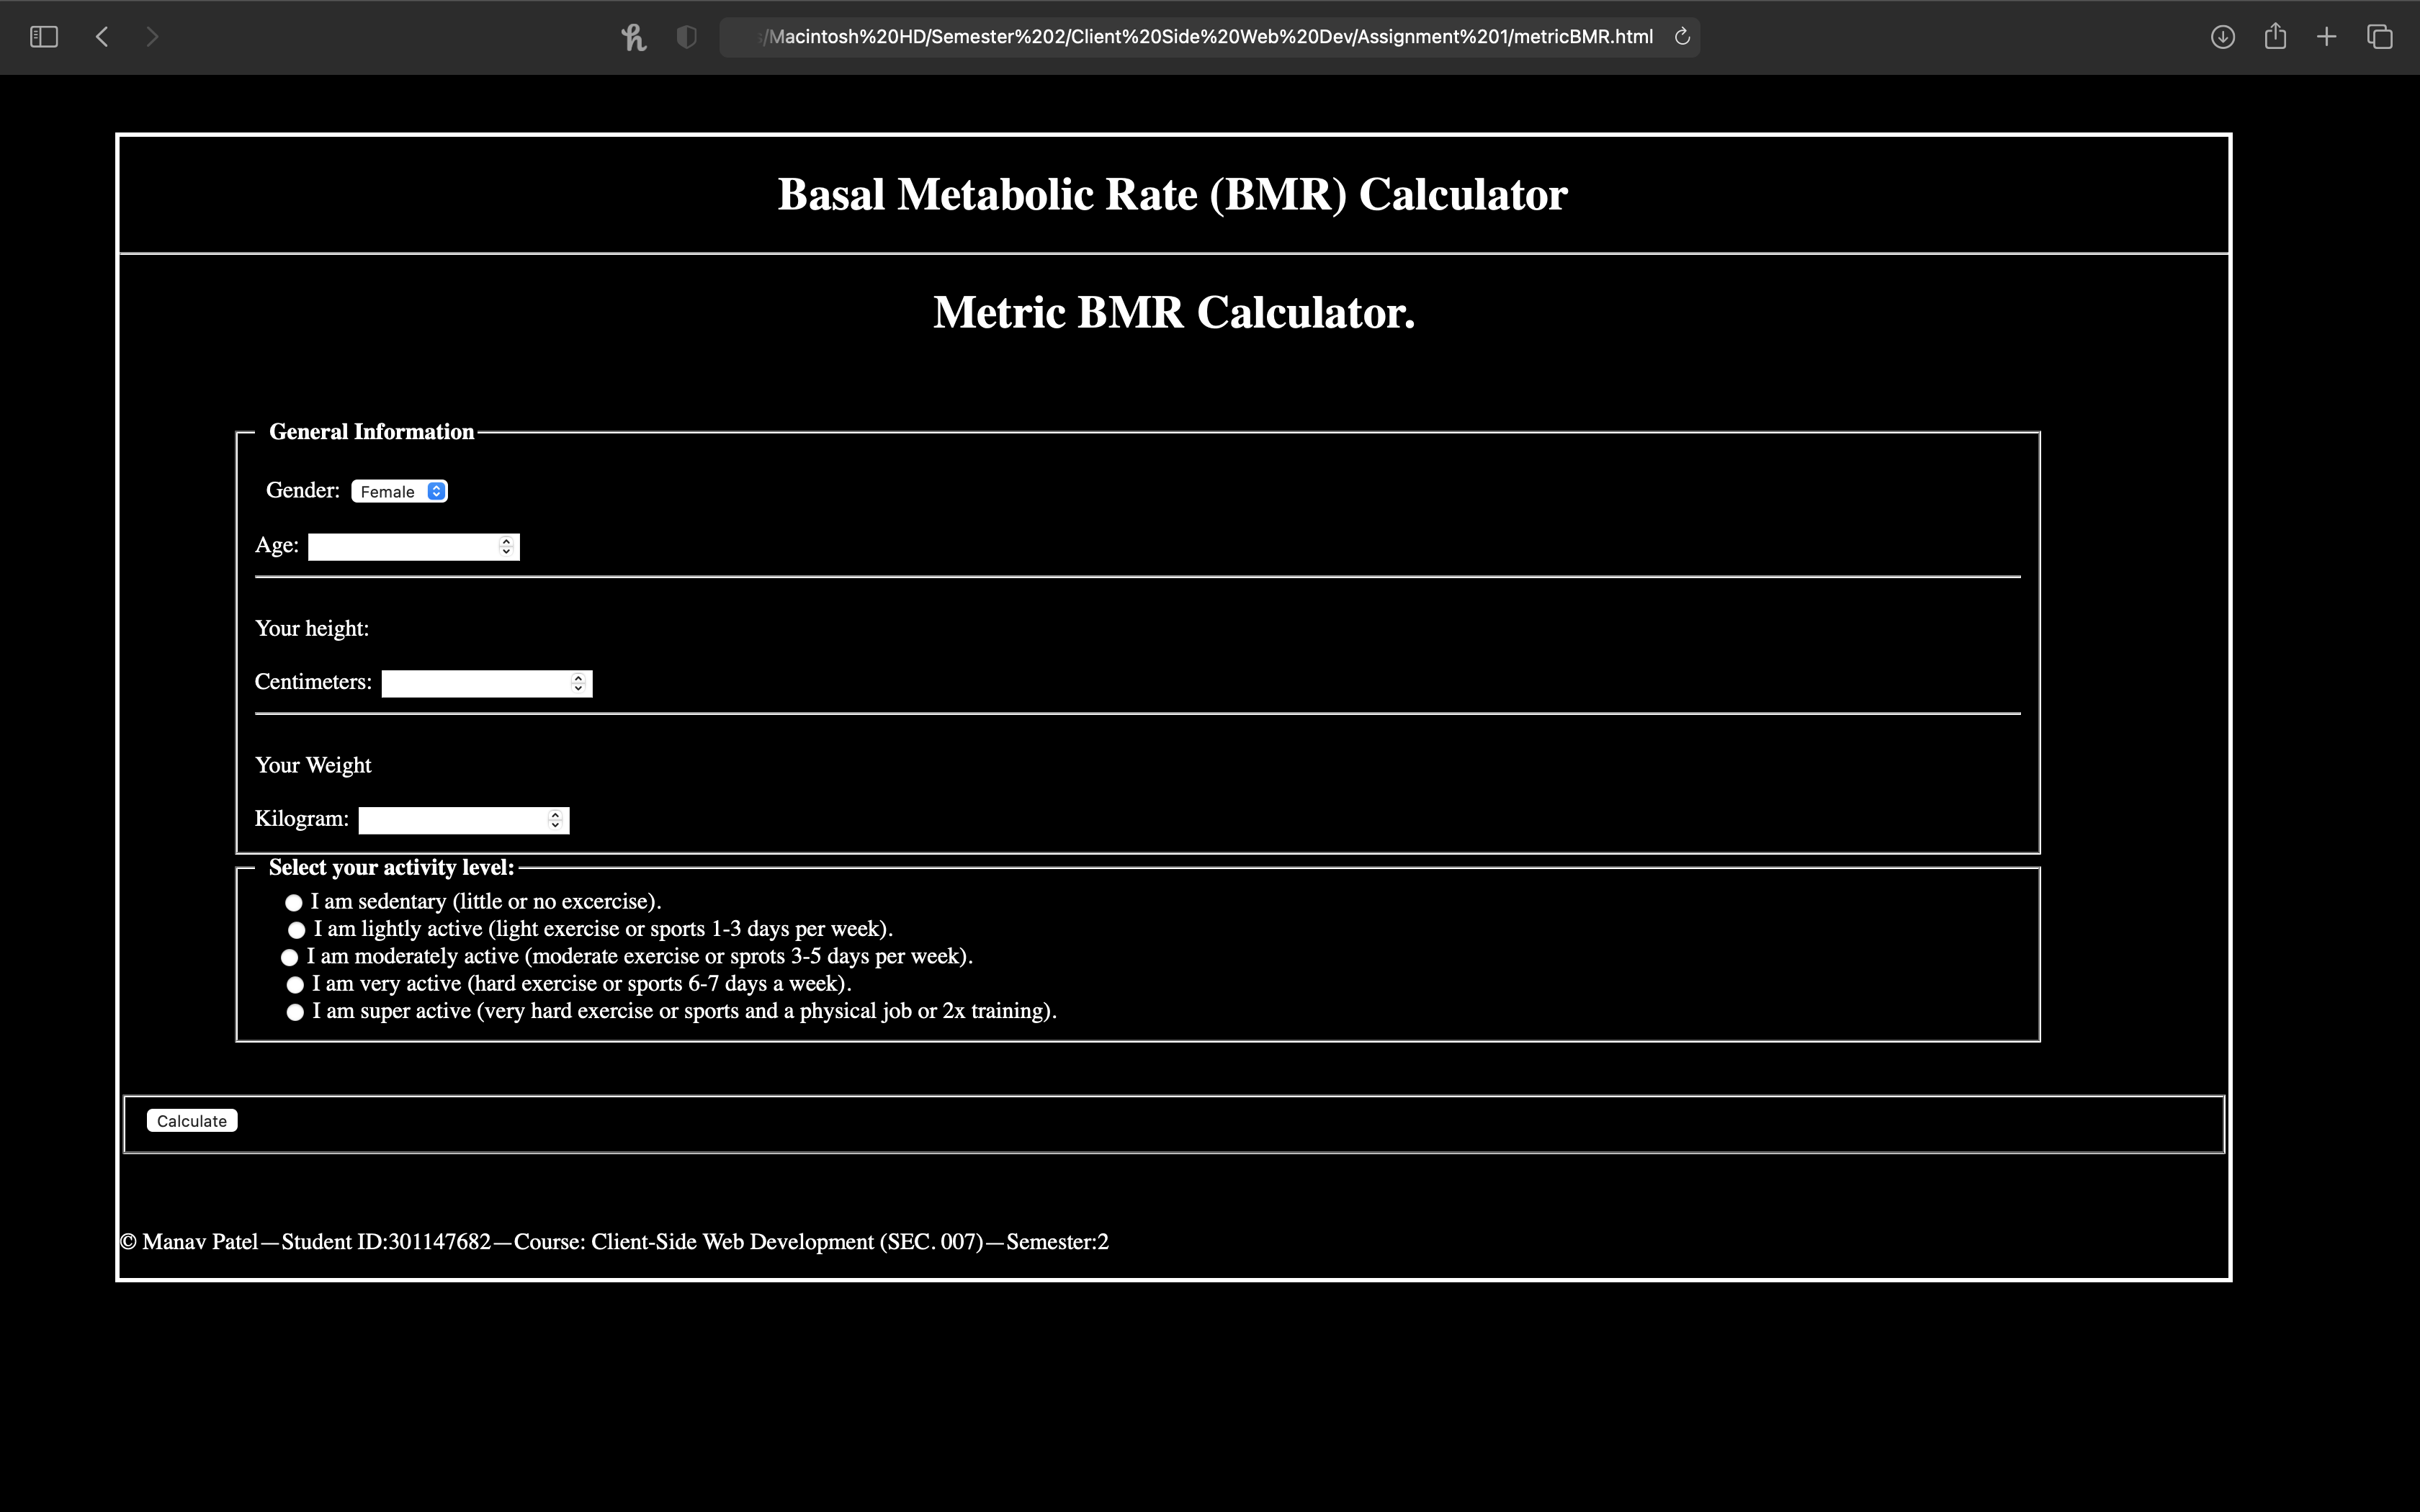 /Macintosh%20HD/Semester%202/Client%20Side%20Web%20Dev/Assignment%201/metricBMR.html
Basal Metabolic Rate (BMR) Calculator
Metric BMR Calculator.
General Information
Gender: Female
Age:
Your height:
Centimeters:
Your Weight
Kilogram:
Select your activity level:
I am sedentary (little or no excercise).
I am lightly active (light exercise or sports 1-3 days per week).
I am moderately active (moderate exercise or sprots 3-5 days per week).
I am very active (hard exercise or sports 6-7 days a week).
I am super active (very hard exercise or sports and a physical job or 2x training).
Calculate
© Manav Patel—Student ID:301147682—Course: Client-Side Web Development (SEC. 007)—Semester:2